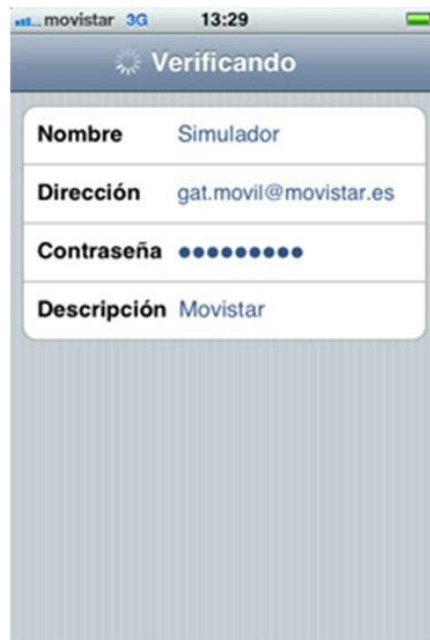 movistar 3G 13:29
Verificando
Nombre Simulador
Dirección gat.movil@movistar.es
Contraseña •••••••••
Descripción Movistar